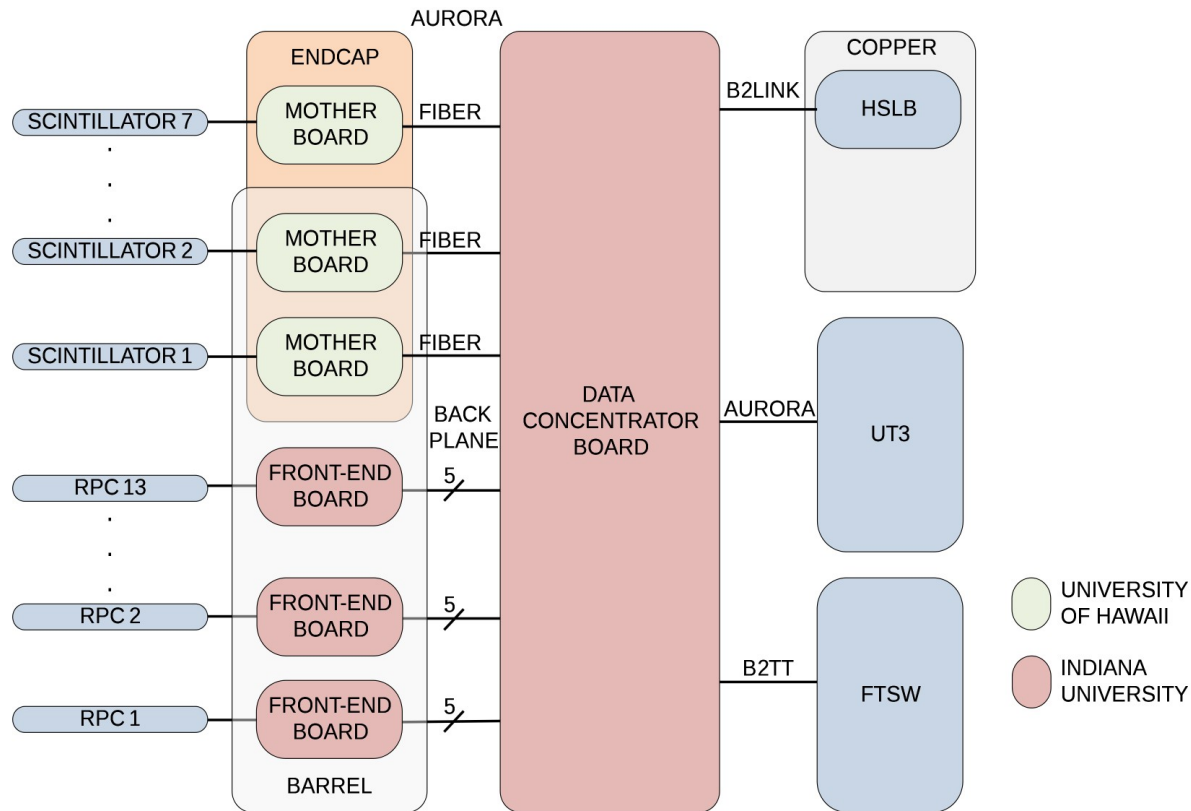 AURORA
ENDCAP
COPPER
SCINTILLATOR 7
MOTHER
BOARD
FIBER
B2LINK
HSLB
SCINTILLATOR 2
MOTHER
BOARD
FIBER
SCINTILLATOR 1
MOTHER
BOARD
FIBER
DATA
CONCENTRATOR
BOARD
AURORA
UT3
BACK
PLANE
RPC 13
FRONT-END
BOARD
5
RPC 2
FRONT-END
BOARD
5
RPC 1
FRONT-END
BOARD
5
B2TT
FTSW
BARREL
UNIVERSITY
OF HAWAII
INDIANA
UNIVERSITY